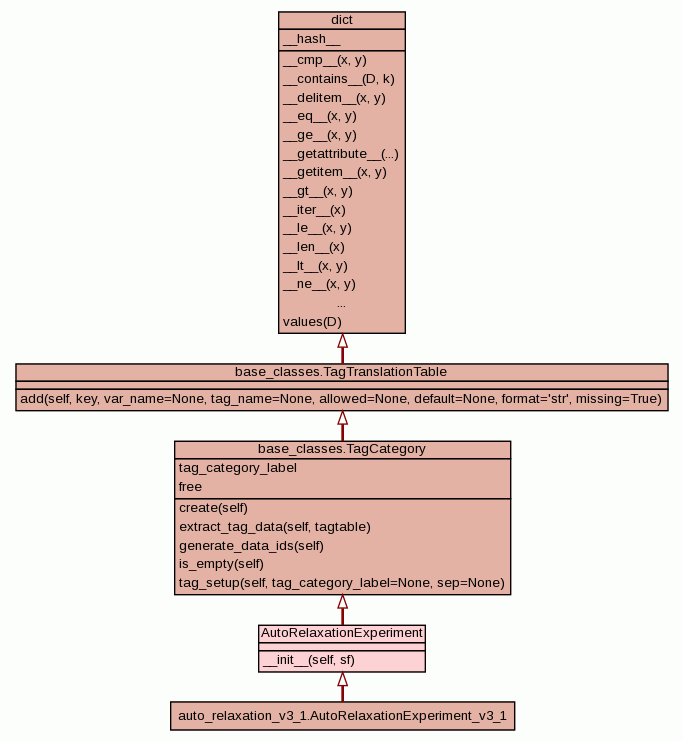 dict
__hash__
__cmp__(x, y)
__contains__(D, k)
__delitem__(x, y)
__eq__(x, y)
__ge__(x, y)
__getattribute__(...)
__getitem__(x, y)
__gt__(x, y)
__iter__(x)
__le__(x, y)
__len__(x)
__lt__(x, y)
__ne__(x, y)
...
values(D)
base_classes.TagTranslationTable
add(self, key, var_name=None, tag_name=None, allowed=None, default=None, format='str', missing=True)
base_classes.TagCategory
tag_category_label
free
create(self)
extract_tag_data(self, tagtable)
generate_data_ids(self)
is_empty(self)
tag_setup(self, tag_category_label=None, sep=None)
AutoRelaxationExperiment
__init__(self, sf)
auto_relaxation_v3_1.AutoRelaxationExperiment_v3_1